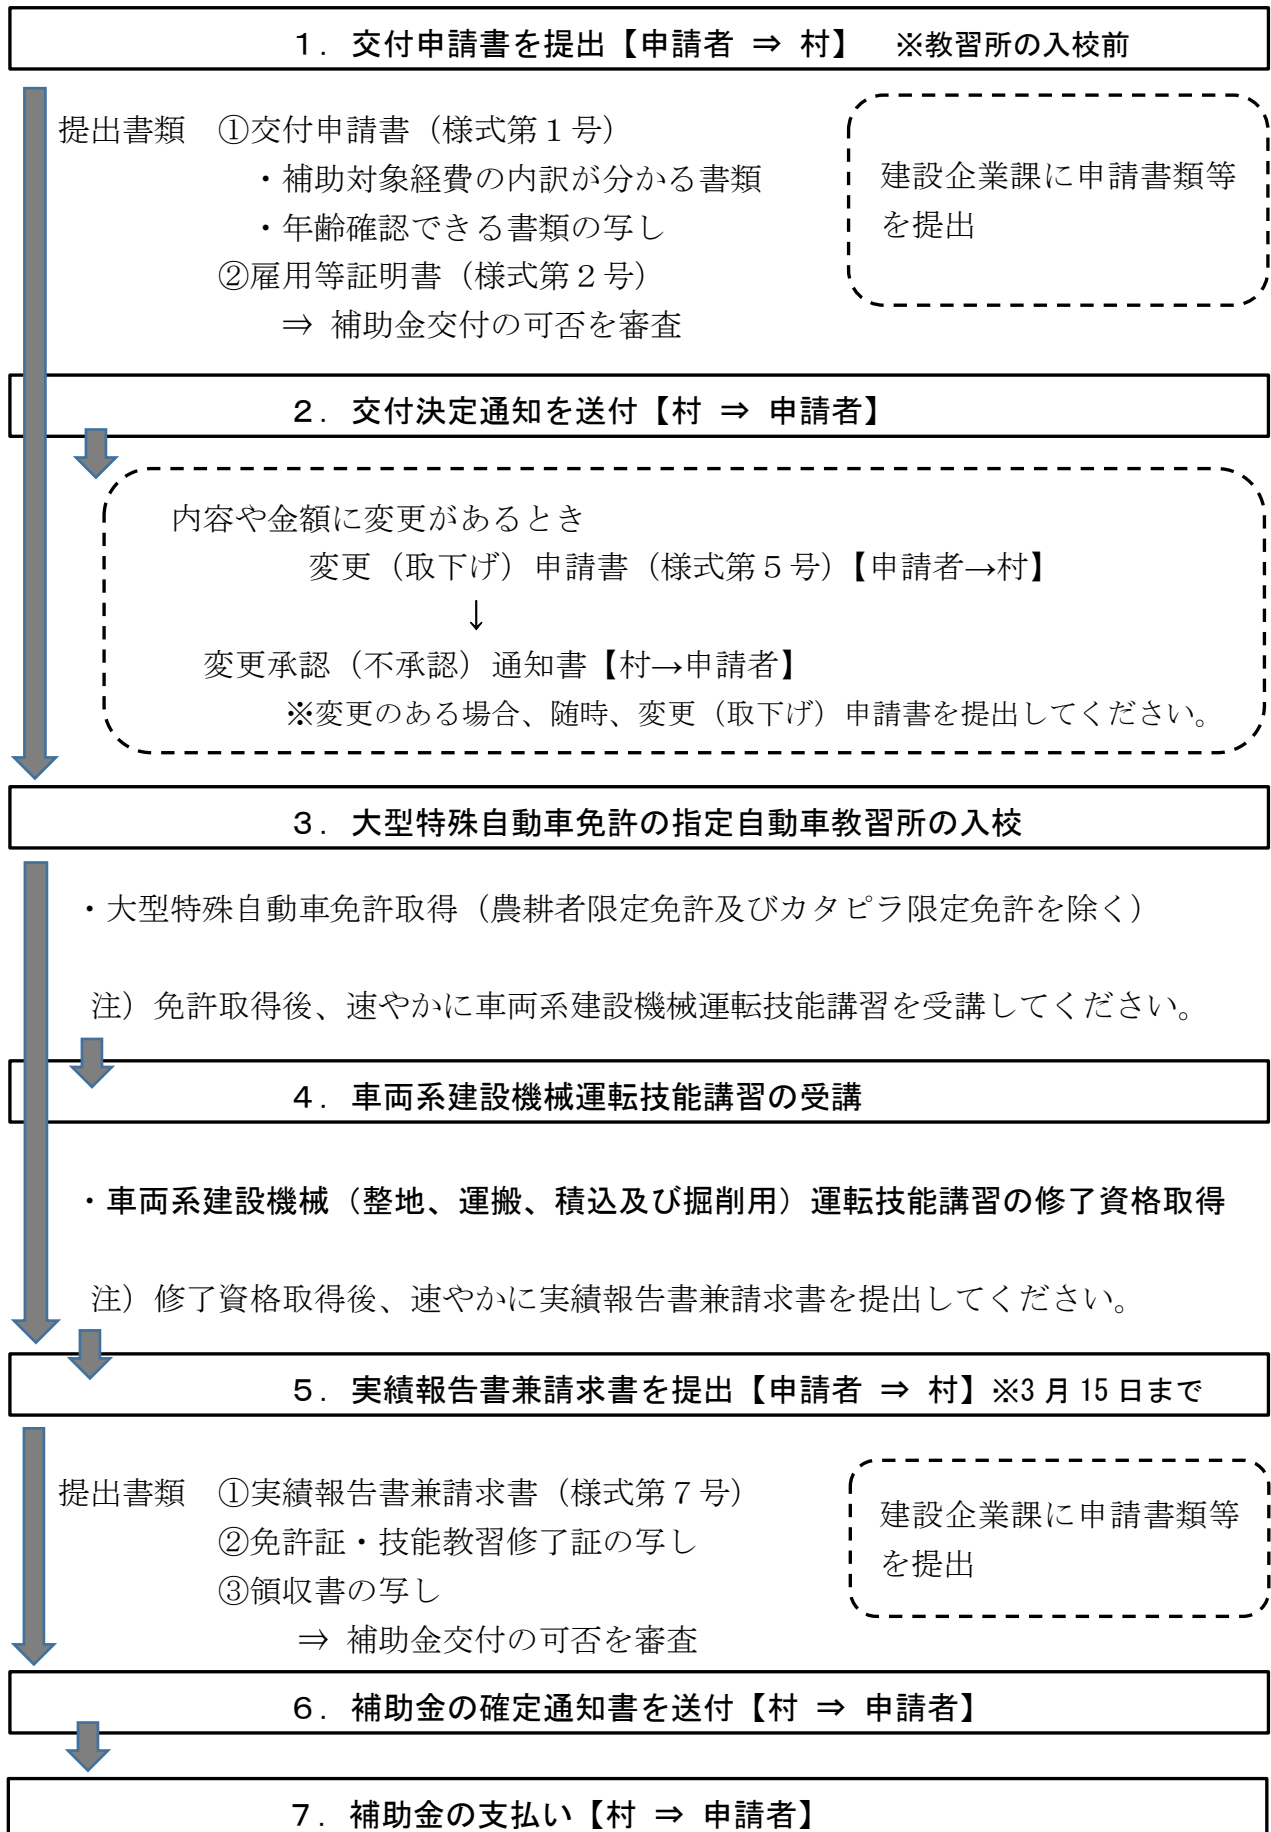 １．交付申請書を提出【申請者 ⇒ 村】　※教習所の入校前
提出書類　①交付申請書（様式第１号）
・補助対象経費の内訳が分かる書類
・年齢確認できる書類の写し
②雇用等証明書（様式第２号）
⇒ 補助金交付の可否を審査
建設企業課に申請書類等
を提出
２．交付決定通知を送付【村 ⇒ 申請者】
内容や金額に変更があるとき
変更（取下げ）申請書（様式第５号）【申請者→村】
↓
変更承認（不承認）通知書【村→申請者】
※変更のある場合、随時、変更（取下げ）申請書を提出してください。
３．大型特殊自動車免許の指定自動車教習所の入校
・大型特殊自動車免許取得（農耕者限定免許及びカタピラ限定免許を除く）
注）免許取得後、速やかに車両系建設機械運転技能講習を受講してください。
４．車両系建設機械運転技能講習の受講
・車両系建設機械（整地、運搬、積込及び掘削用）運転技能講習の修了資格取得
注）修了資格取得後、速やかに実績報告書兼請求書を提出してください。
５．実績報告書兼請求書を提出【申請者 ⇒ 村】※3 月 15 日まで
提出書類　①実績報告書兼請求書（様式第７号）
②免許証・技能教習修了証の写し
③領収書の写し
⇒ 補助金交付の可否を審査
建設企業課に申請書類等
を提出
６．補助金の確定通知書を送付【村 ⇒ 申請者】
７．補助金の支払い【村 ⇒ 申請者】